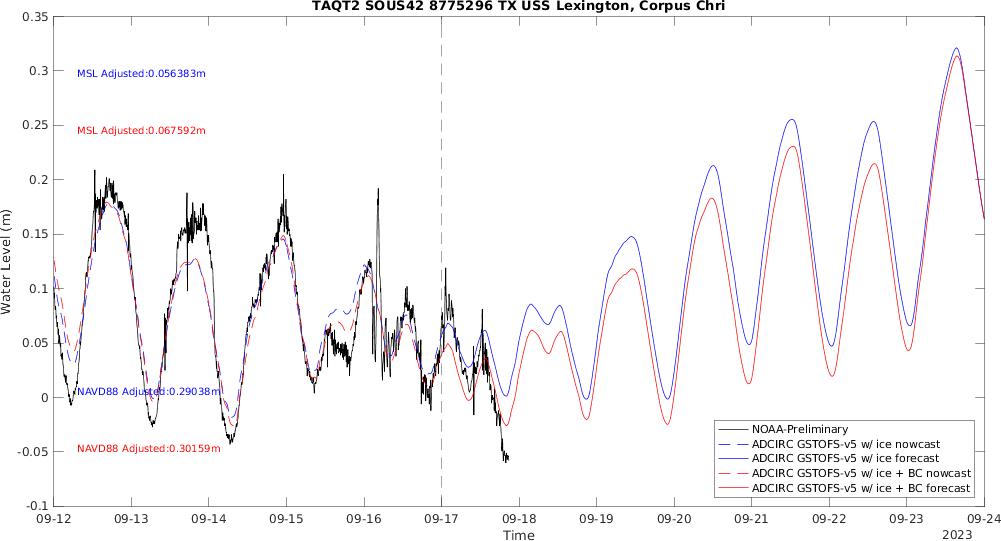 TAQT2 SOUS42 8775296 TX USS Lexington, Corpus Chri
0.35
0.3
0.25
0.2
0.15
0.1
0.05
0
-0.05
-0.1
Water Level (m)
MSL Adjusted:0.056383m
MSL Adjusted:0.067592m
NAVD88 Adjusted:0.29038m
NAVD88 Adjusted:0.30159m
NOAA-Preliminary
ADCIRC GSTOFS-v5 w/ ice nowcast
ADCIRC GSTOFS-v5 w/ ice forecast
ADCIRC GSTOFS-v5 w/ ice + BC nowcast
ADCIRC GSTOFS-v5 w/ ice + BC forecast
09-12 09-13 09-14 09-15 09-16 09-17 09-18 09-19 09-20 09-21 09-22 09-23 09-24
Time
2023